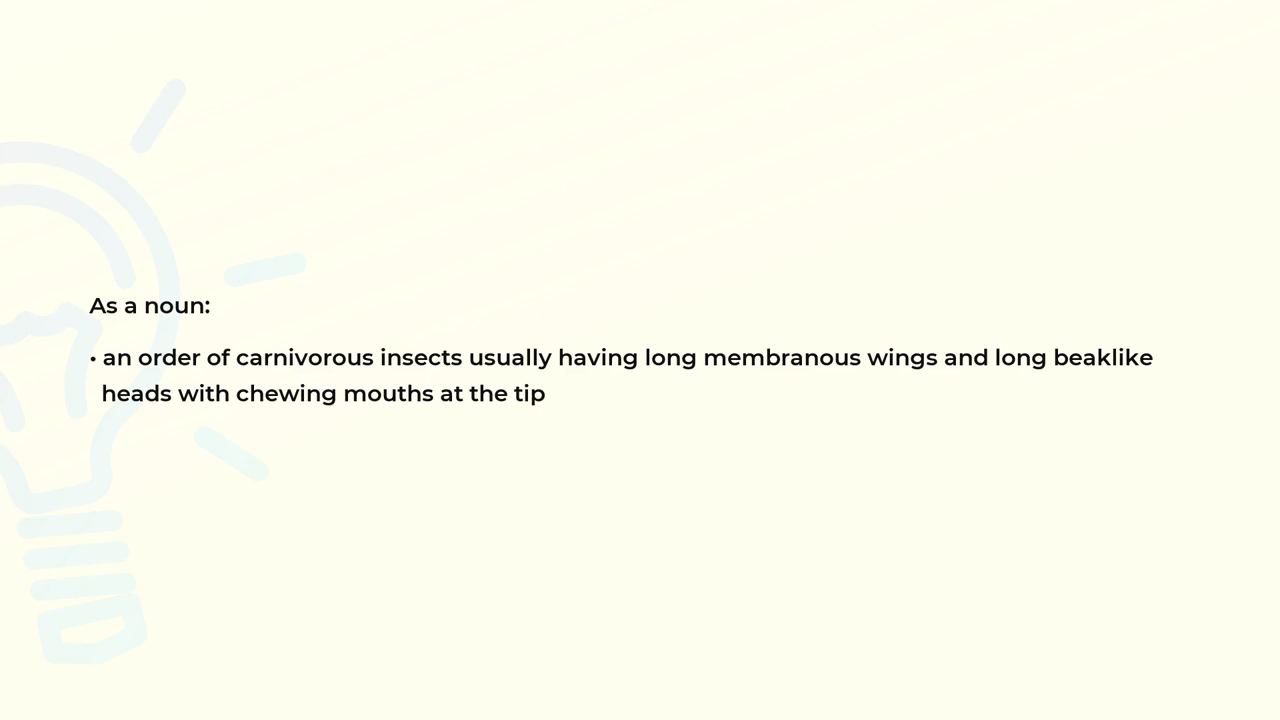 As a noun:
• an order of carnivorous insects usually having long membranous wings and long beaklike
heads with chewing mouths at the tip